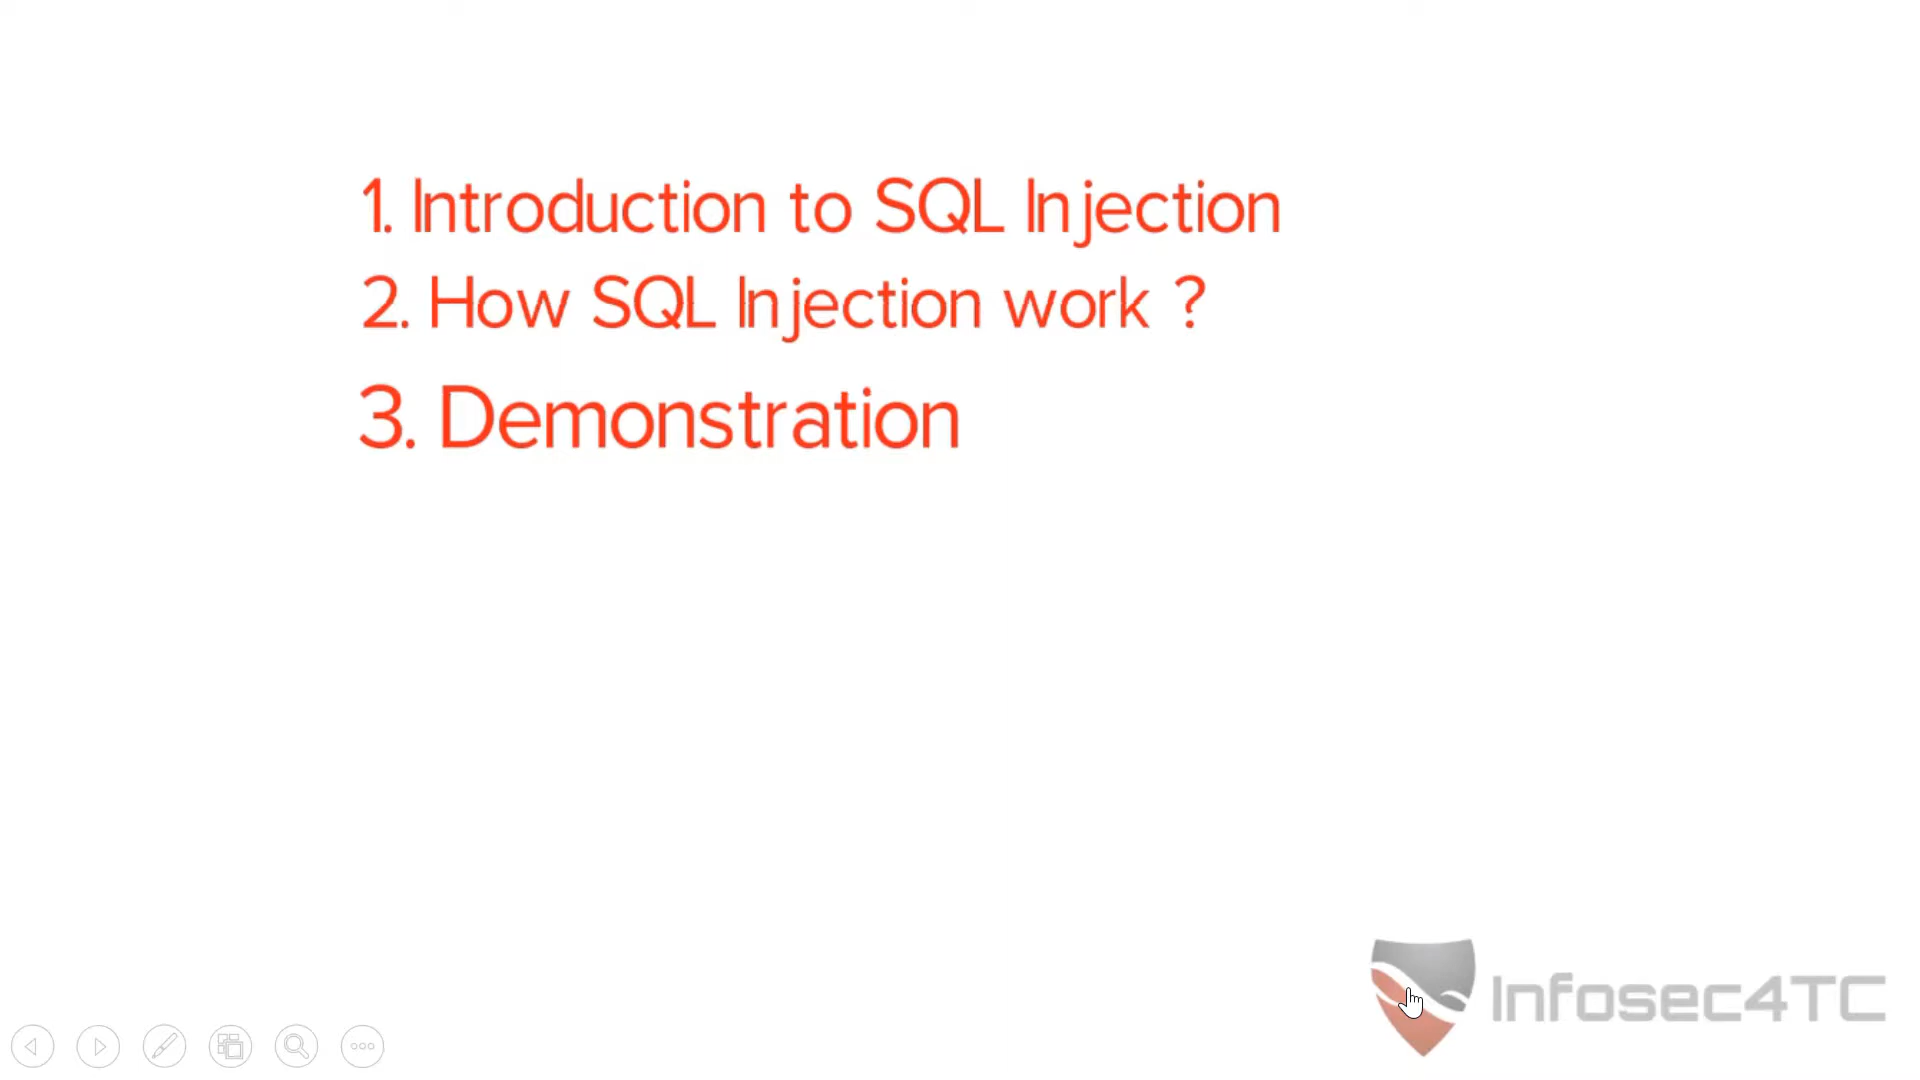 1. Introduction to SQL Injection
2. How SQL Injection work ?
3. Demonstration
Infosec4TC